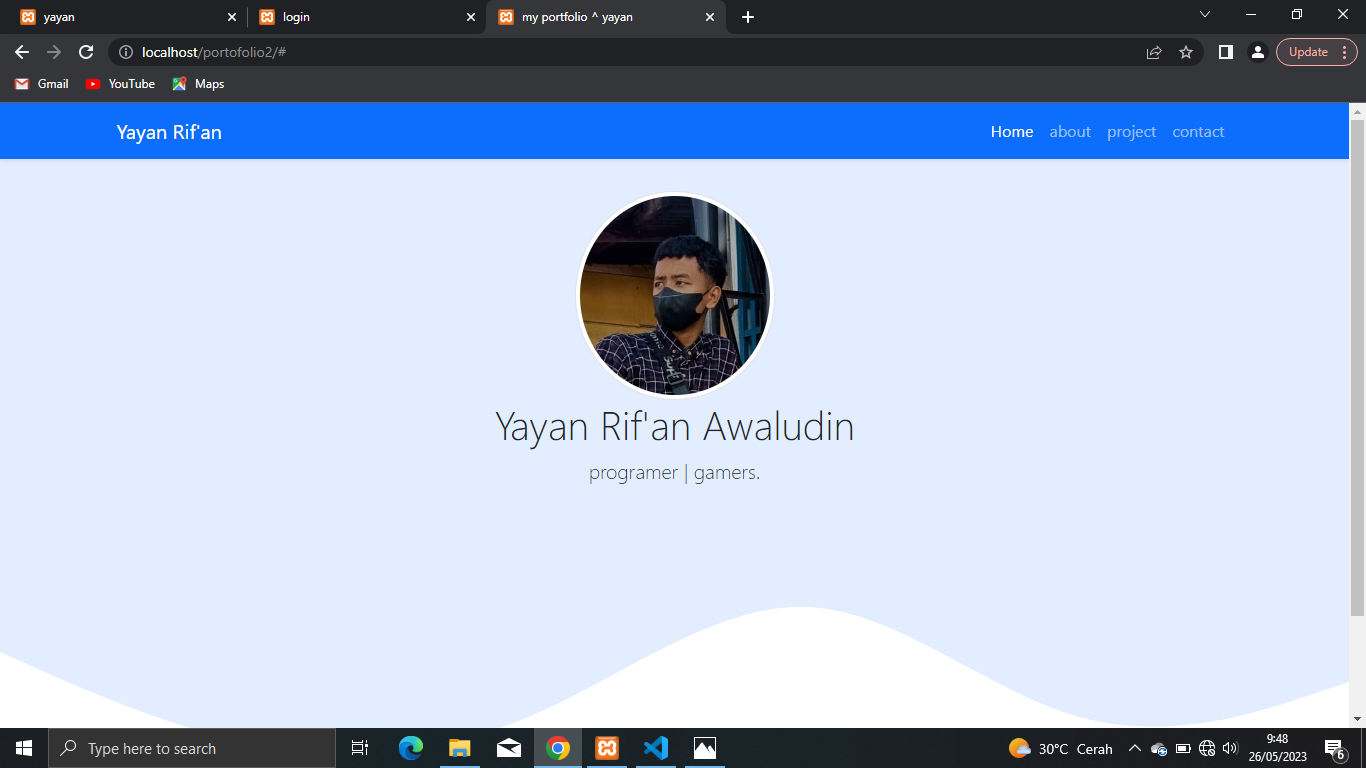 yayan
login
my portfolio ^ yayan
localhost/portofolio2/#
Update
Gmail
YouTube
Maps
Yayan Rif'an
Home
about
project
contact
Yayan Rif'an Awaludin
programer | gamers.
Type here to search
30°C Cerah
9:48
26/05/2023
6